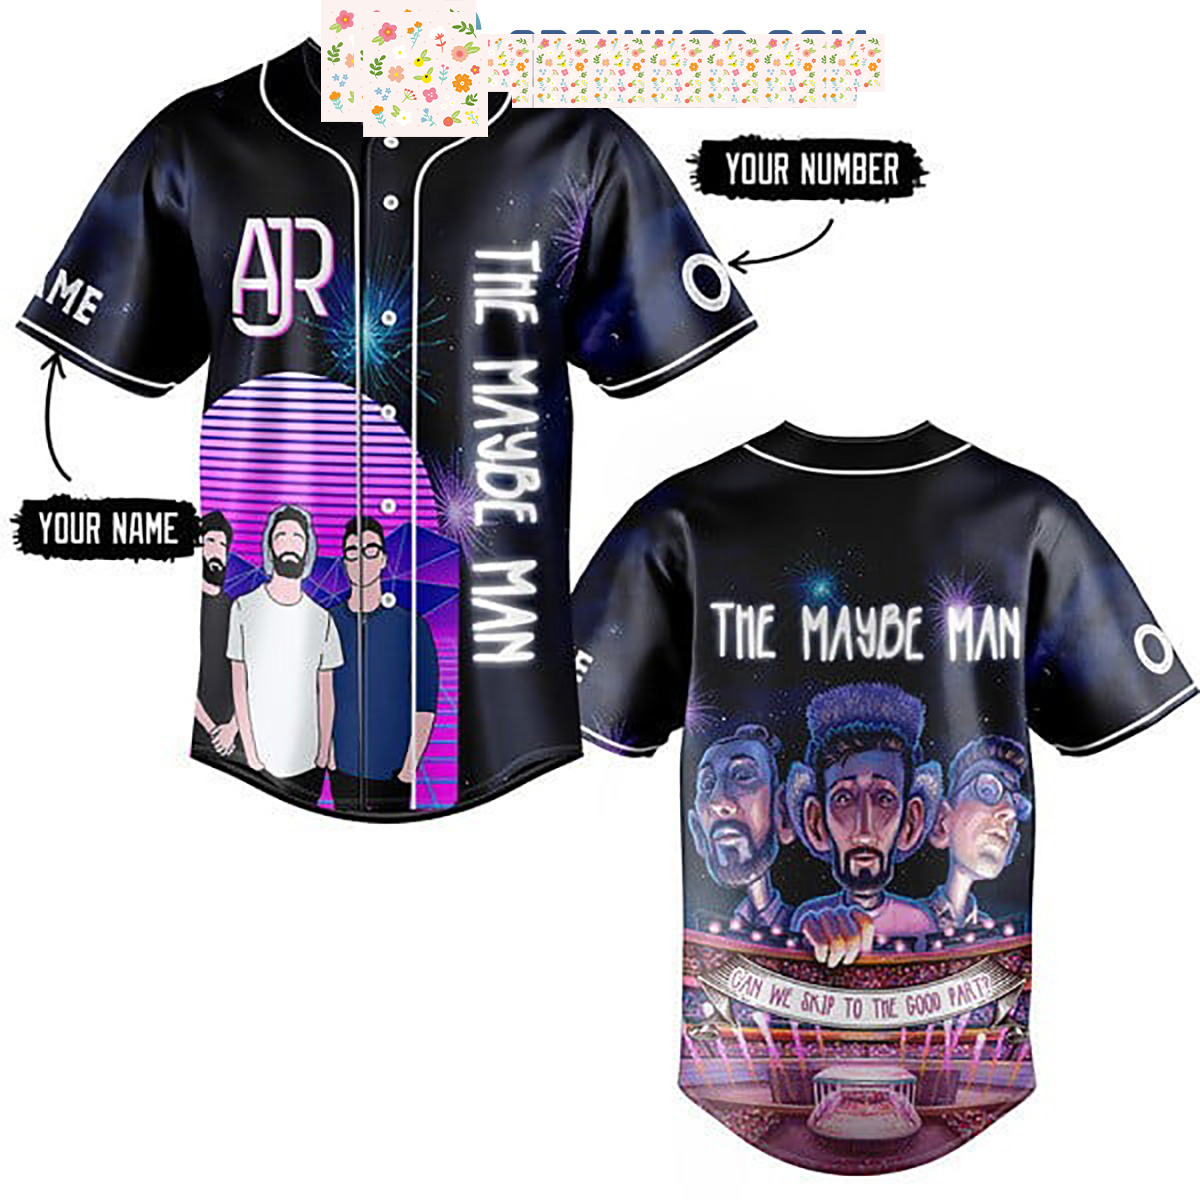 YOUR NUMBER
AJR
THE MAYBE MAN
AME
O
YOUR NAME
THE MAYBE MAN
O
E
CAN WE SKIP TO THE GOOD PART?